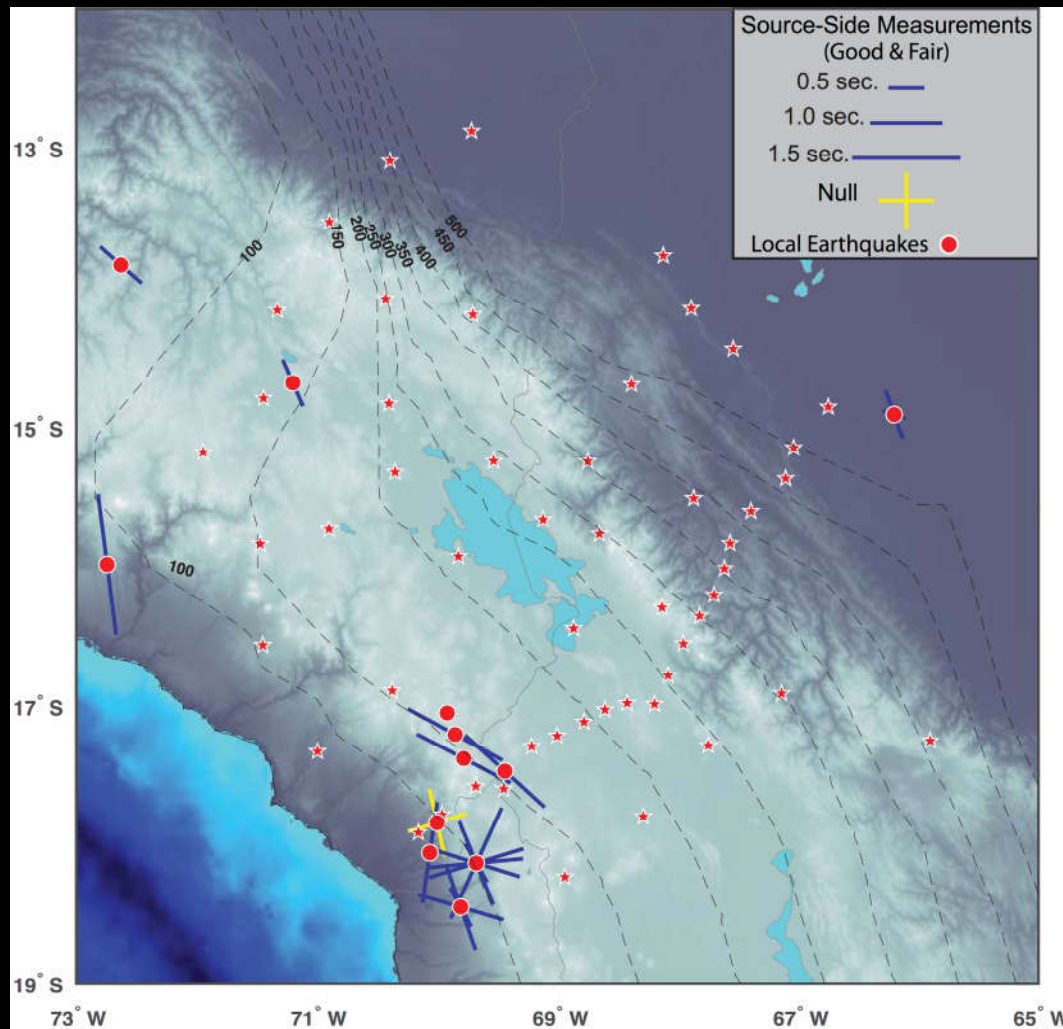 Source-Side Measurements
(Good & Fair)
0.5 sec.
1.0 sec.
1.5 sec.
Null
Local Earthquakes
13° S
15° S
17° S
19° S
73° W
71° W
69° W
67° W
65° W
100
150
200
250
300
350
400
450
500
100